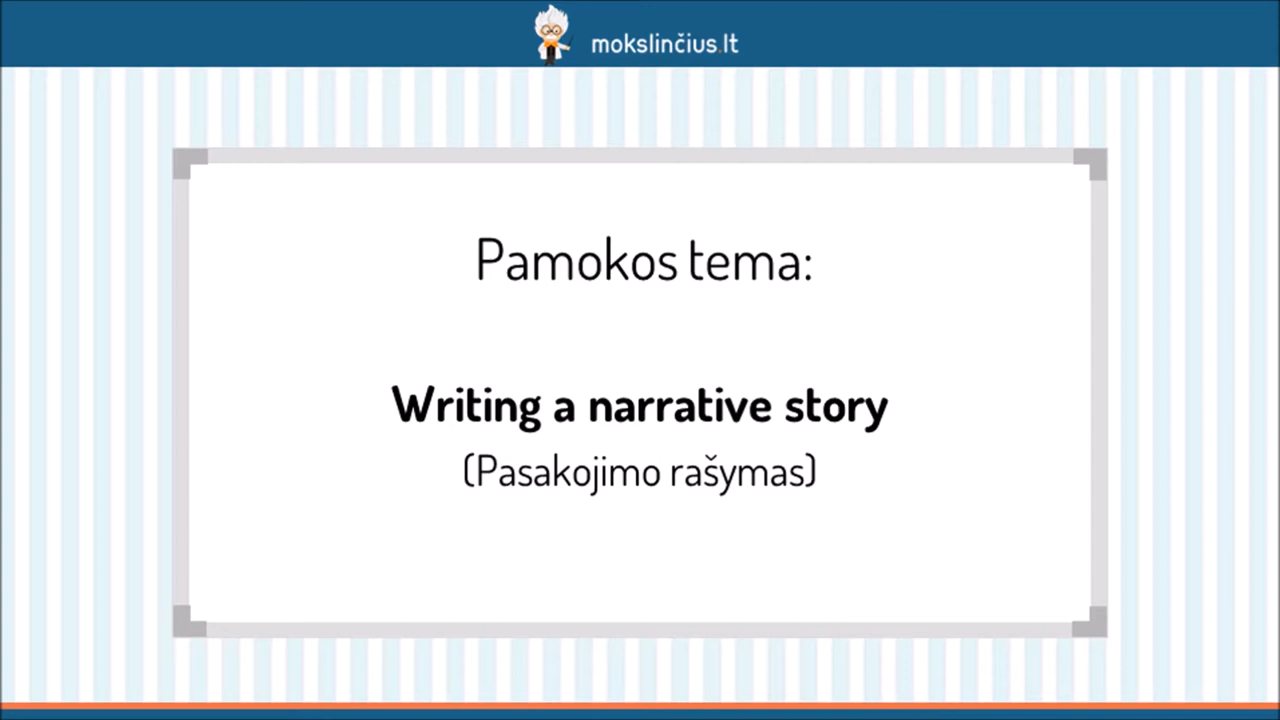 mokslinčius.lt
Pamokos tema:
Writing a narrative story
(Pasakojimo rašymas)